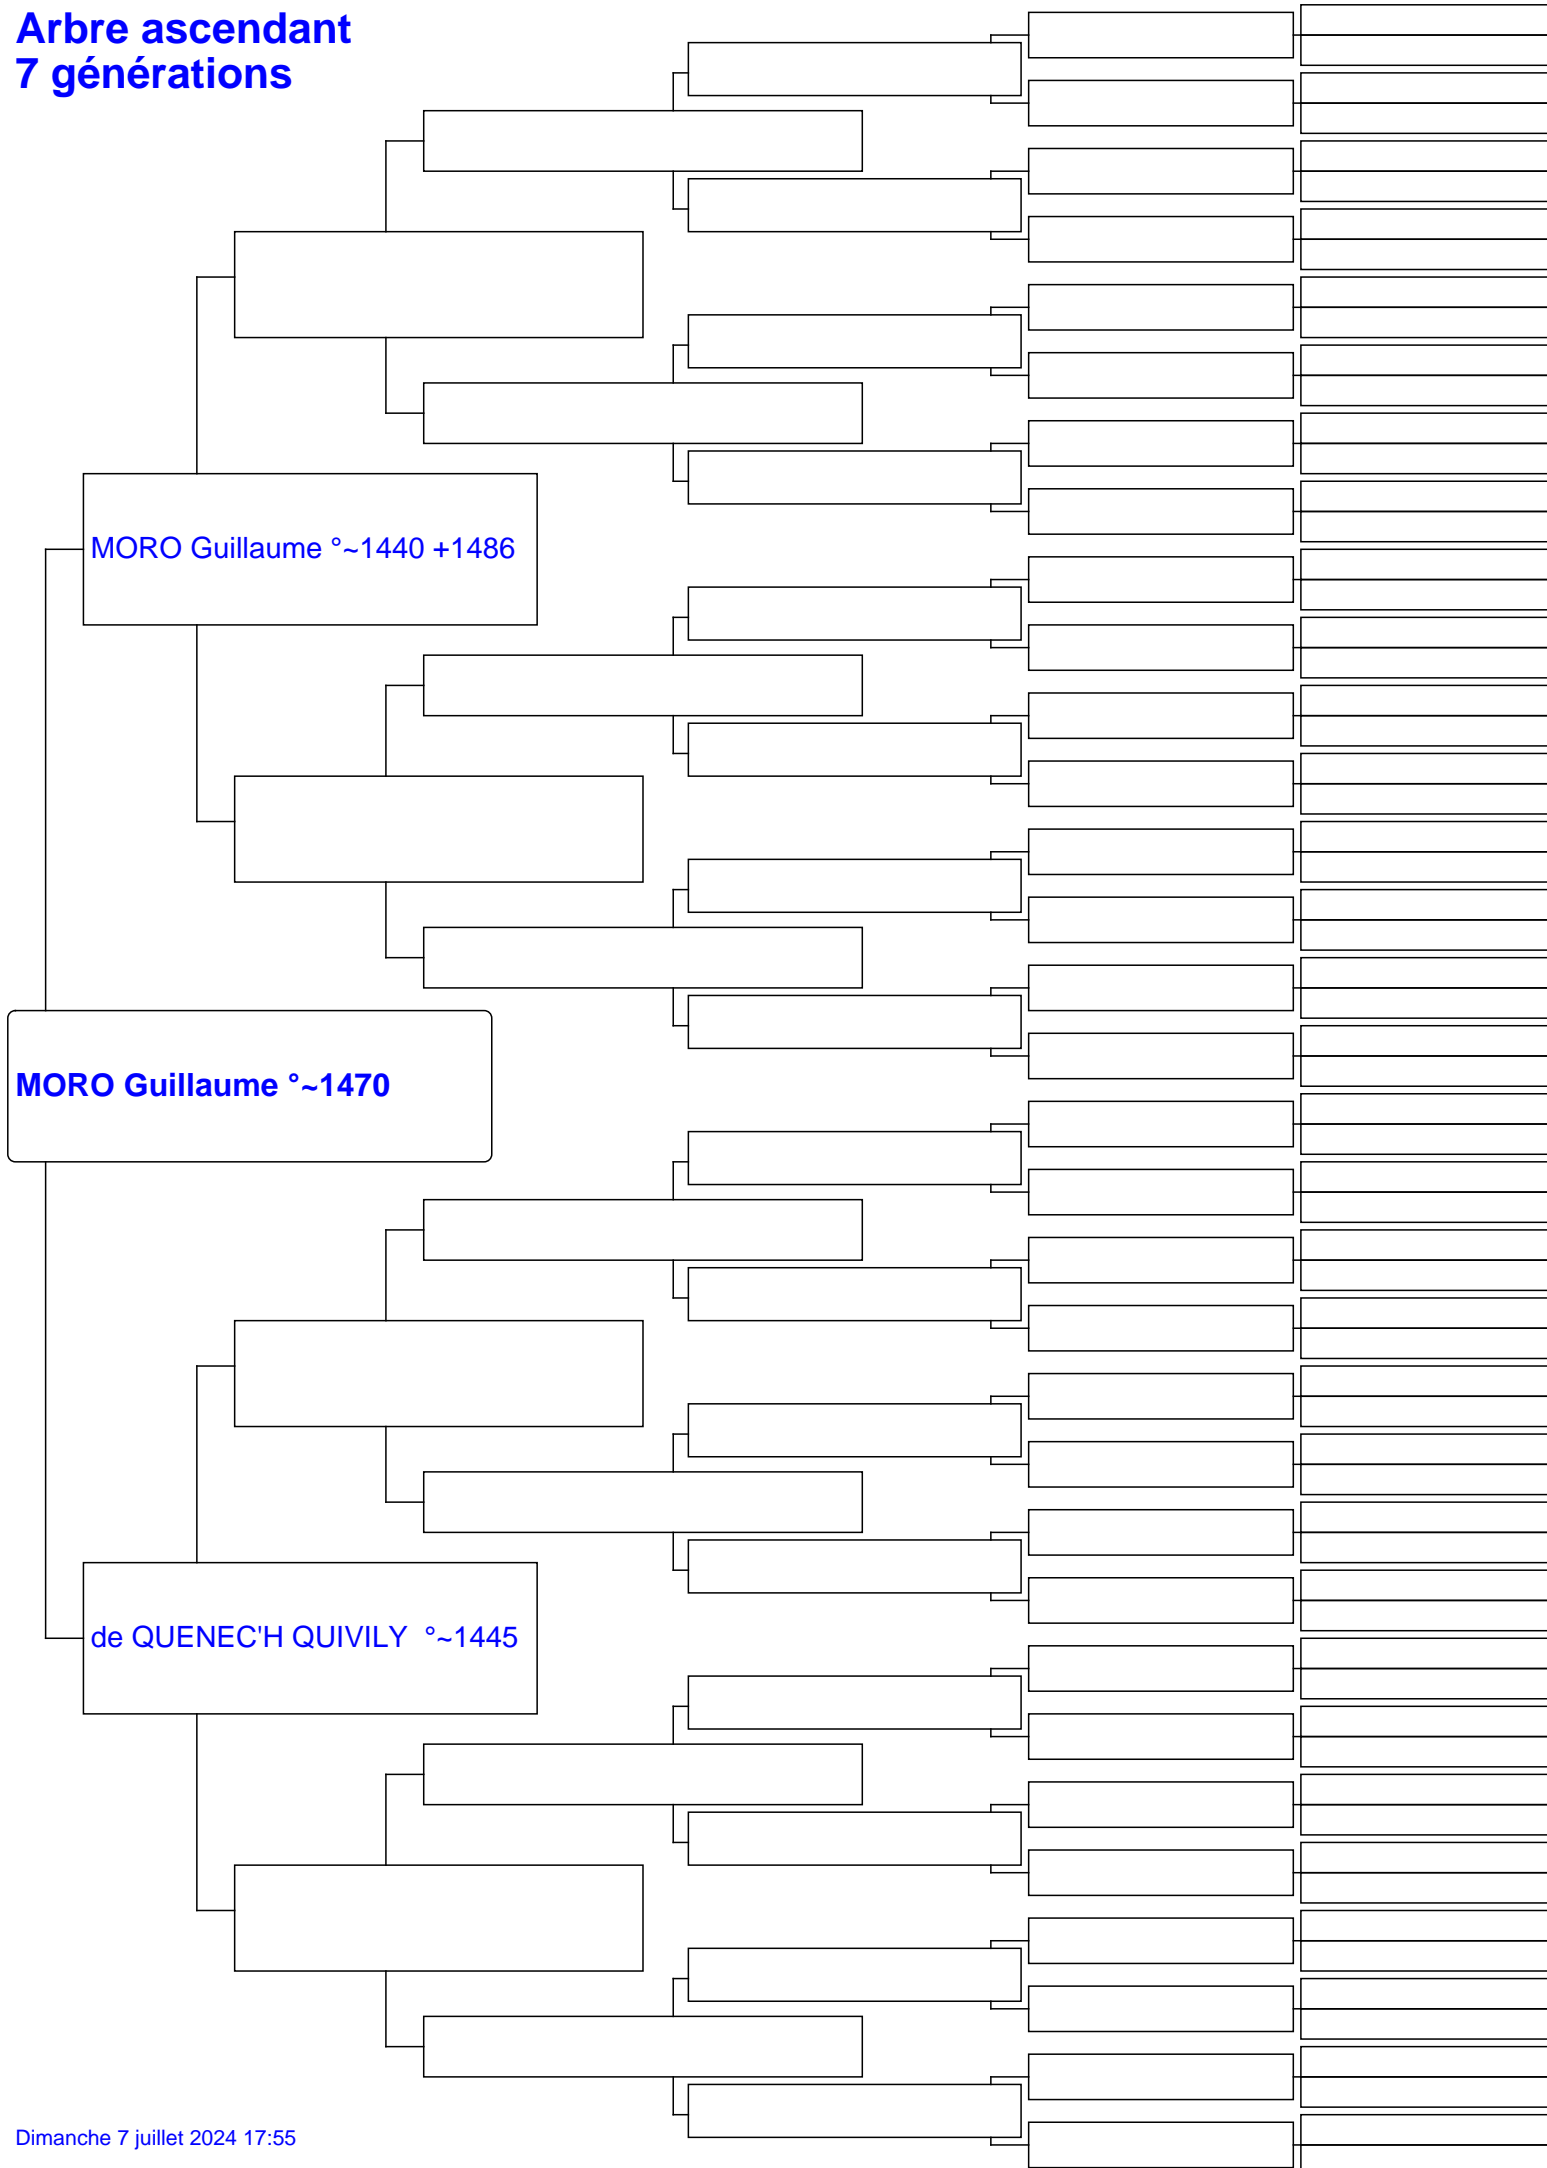 Arbre ascendant
7 générations
MORO Guillaume °~1440 +1486
MORO Guillaume °~1470
de QUENEC'H QUIVILY  °~1445
Dimanche 7 juillet 2024 17:55